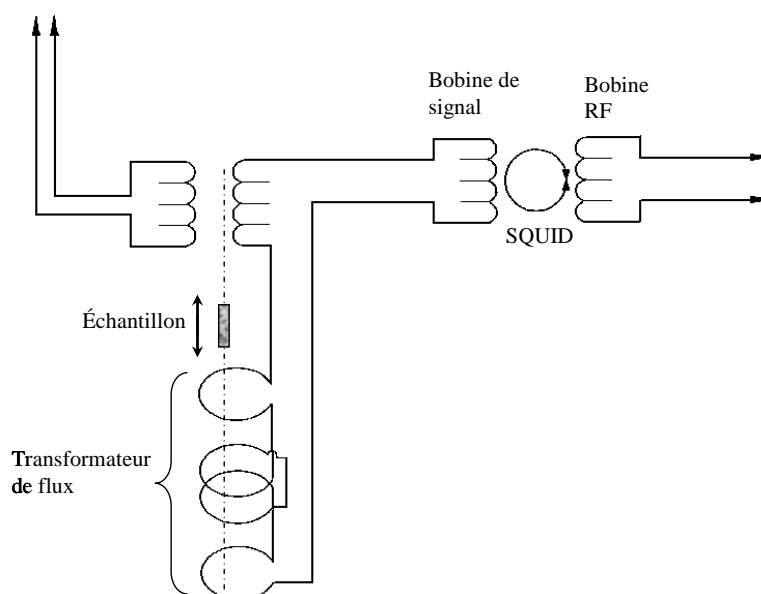 Bobine de
signal
Bobine
RF
SQUID
Échantillon
Transformateur
de flux